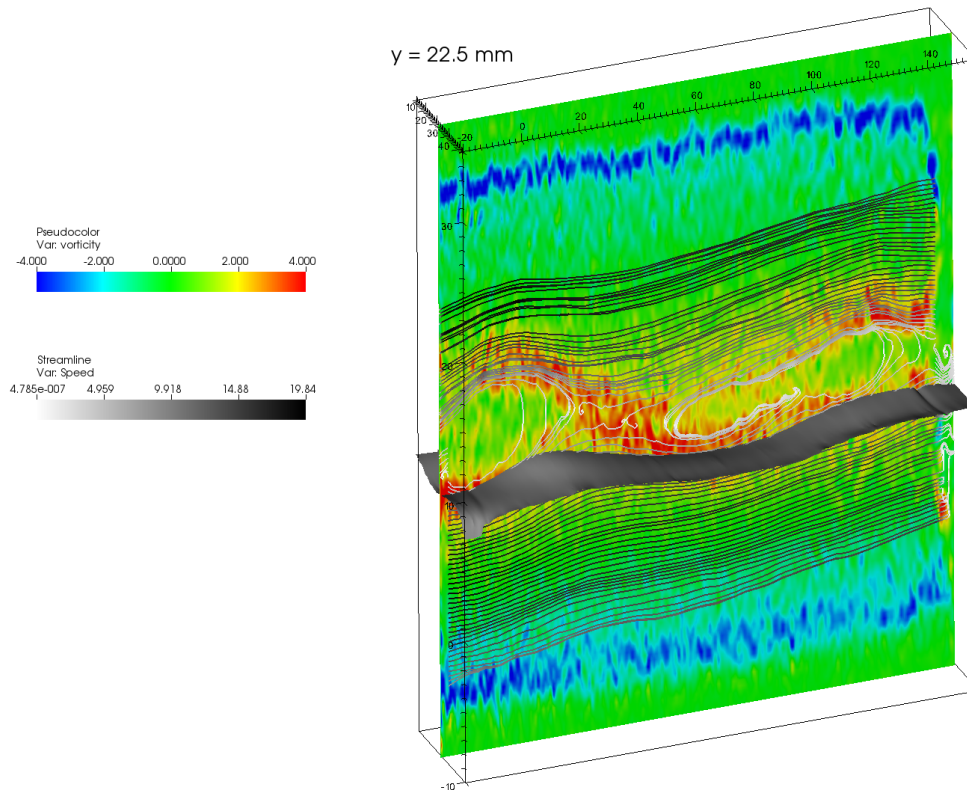 y = 22.5 mm
Pseudocolor
Var: vorticity
-4.000 -2.000 0.0000 2.000 4.000
Streamline
Var: Speed
4.785e-007 4.959 9.918 14.88 19.84
0 20 40 60 80 100 120 140
10
20
30
40
-20
30
20
10
0
-10